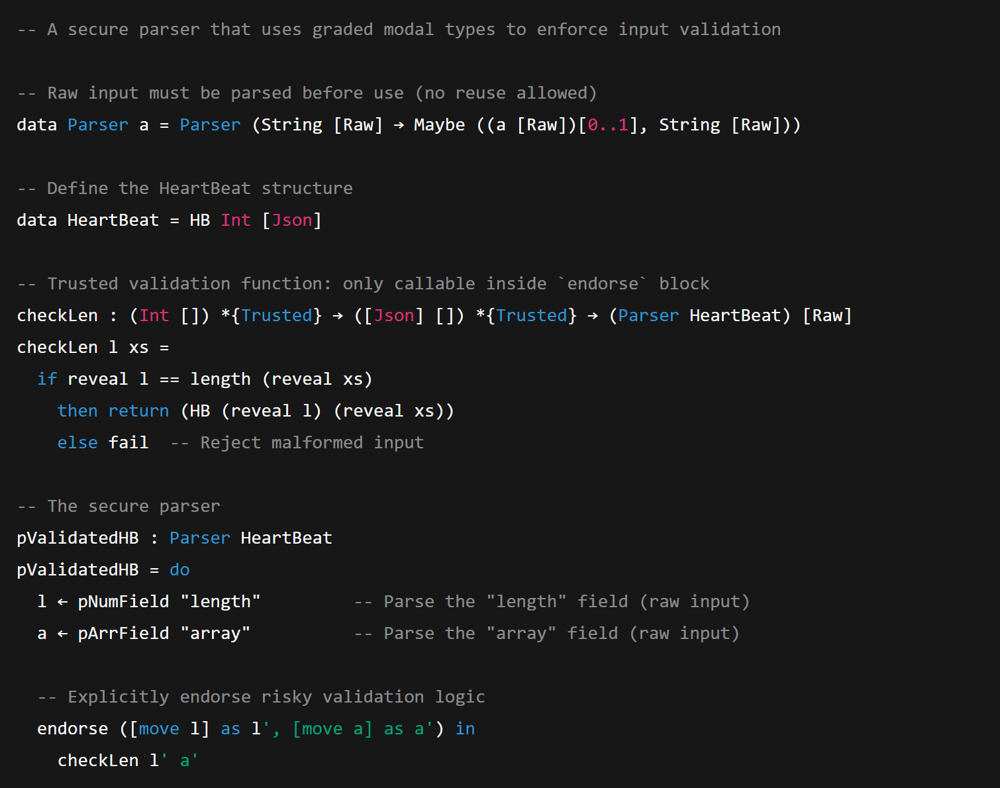 -- A secure parser that uses graded modal types to enforce input validation
-- Raw input must be parsed before use (no reuse allowed)
data Parser a = Parser (String [Raw] → Maybe ((a [Raw])[0..1], String [Raw]))
-- Define the HeartBeat structure
data HeartBeat = HB Int [Json]
-- Trusted validation function: only callable inside `endorse` block
checkLen : (Int []) *{Trusted} → ([Json] []) *{Trusted} → (Parser HeartBeat) [Raw]
checkLen l xs =
  if reveal l == length (reveal xs)
    then return (HB (reveal l) (reveal xs))
    else fail  -- Reject malformed input
-- The secure parser
pValidatedHB : Parser HeartBeat
pValidatedHB = do
  l ← pNumField "length"         -- Parse the "length" field (raw input)
  a ← pArrField "array"          -- Parse the "array" field (raw input)
  -- Explicitly endorse risky validation logic
  endorse ([move l] as l', [move a] as a') in
    checkLen l' a'